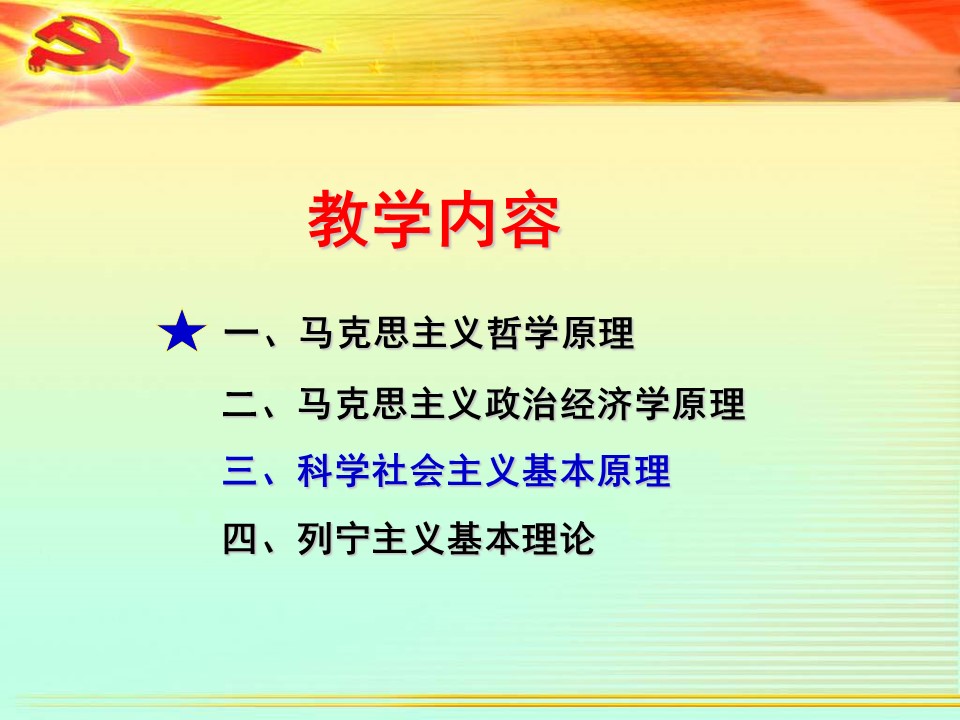 教学内容
★ 一、马克思主义哲学原理
二、马克思主义政治经济学原理
三、科学社会主义基本原理
四、列宁主义基本理论